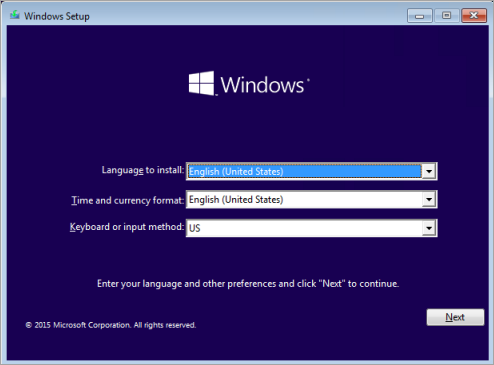 Windows Setup
Windows
Language to install: English (United States)
Time and currency format: English (United States)
Keyboard or input method: US
Enter your language and other preferences and click "Next" to continue.
Next
© 2015 Microsoft Corporation. All rights reserved.